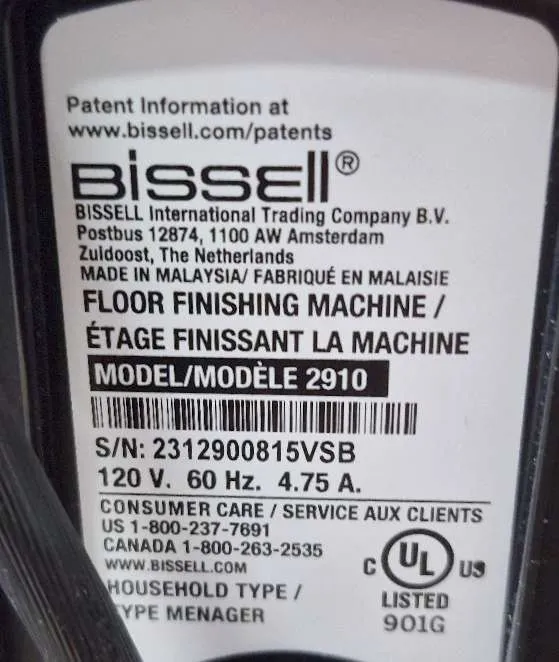 Patent Information at
www.bissell.com/patents
BISSELL®
BISSELL International Trading Company B.V.
Postbus 12874, 1100 AW Amsterdam
Zuidoost, The Netherlands
MADE IN MALAYSIA/ FABRIQUÉ EN MALAISIE
FLOOR FINISHING MACHINE /
ÉTAGE FINISSANT LA MACHINE
MODEL/MODÈLE 2910
S/N: 2312900815VSB
120 V. 60 Hz. 4.75 A.
CONSUMER CARE / SERVICE AUX CLIENTS
US 1-800-237-7691
CANADA 1-800-263-2535
WWW.BISSELL.COM
HOUSEHOLD TYPE /
TYPE MENAGER
C UL US
LISTED
901G